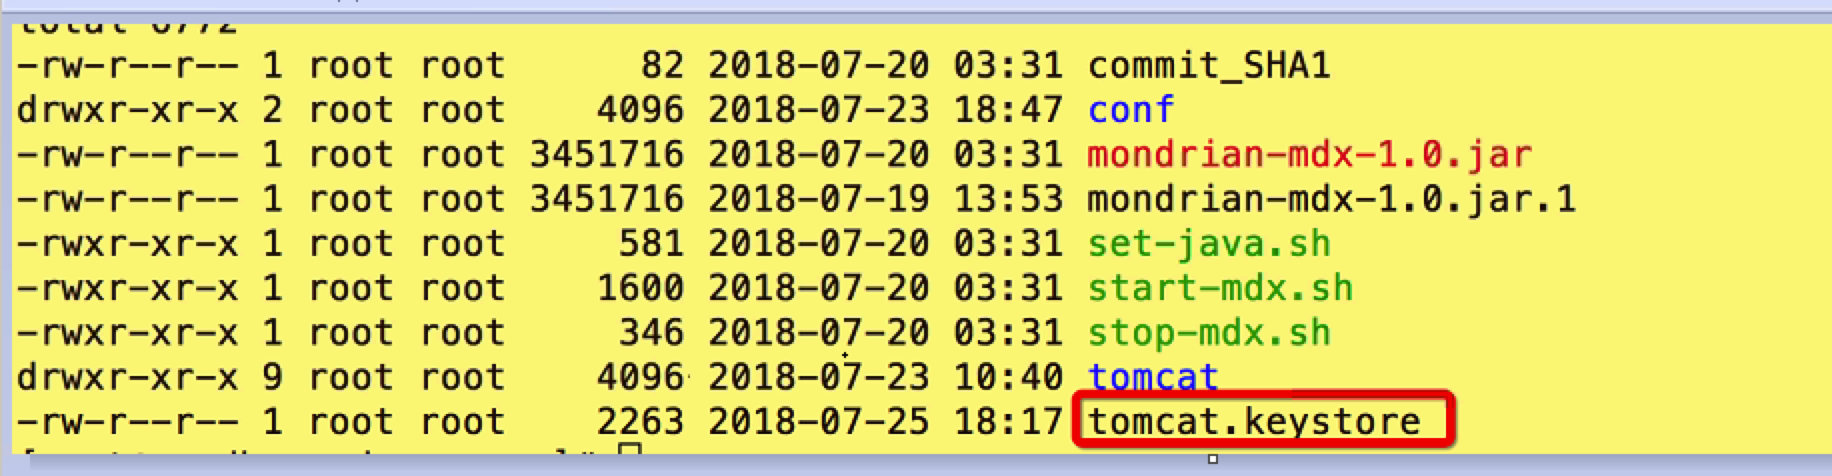 total 6772
-rw-r--r-- 1 root root      82 2018-07-20 03:31 commit_SHA1
drwxr-xr-x 2 root root    4096 2018-07-23 18:47 conf
-rw-r--r-- 1 root root 3451716 2018-07-20 03:31 mondrian-mdx-1.0.jar
-rw-r--r-- 1 root root 3451716 2018-07-19 13:53 mondrian-mdx-1.0.jar.1
-rwxr-xr-x 1 root root     581 2018-07-20 03:31 set-java.sh
-rwxr-xr-x 1 root root    1600 2018-07-20 03:31 start-mdx.sh
-rwxr-xr-x 1 root root     346 2018-07-20 03:31 stop-mdx.sh
drwxr-xr-x 9 root root    4096 2018-07-23 10:40 tomcat
-rw-r--r-- 1 root root    2263 2018-07-25 18:17 tomcat.keystore